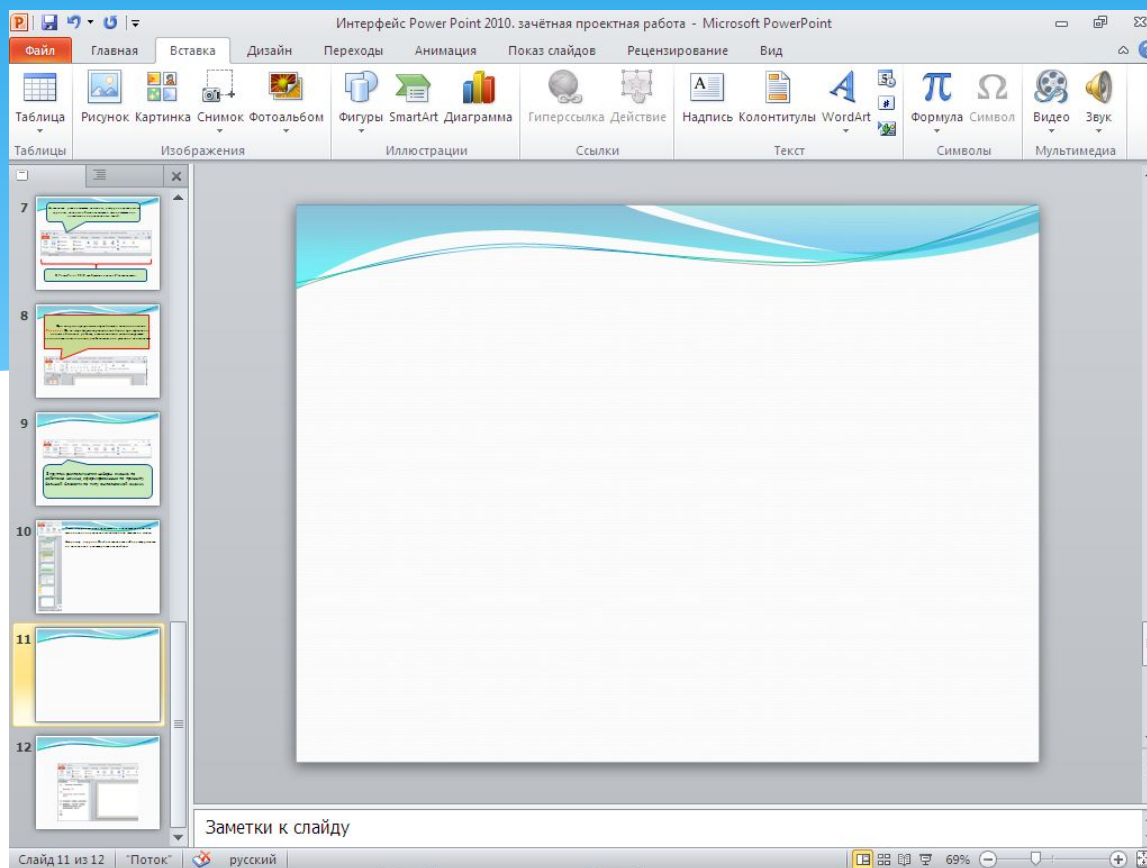 Интерфейс Power Point 2010. зачётная проектная работа - Microsoft PowerPoint
Файл Главная Вставка Дизайн Переходы Анимация Показ слайдов Рецензирование Вид
Таблица Рисунок Картинка Снимок Фотоальбом Фигуры SmartArt Диаграмма Гиперссылка Действие Надпись Колонтитулы WordArt Формула Символ Видео Звук
Таблицы Изображения Иллюстрации Ссылки Текст Символы Мультимедиа
7
8
9
10
11
12
Заметки к слайду
Слайд 11 из 12 "Поток" русский 69%